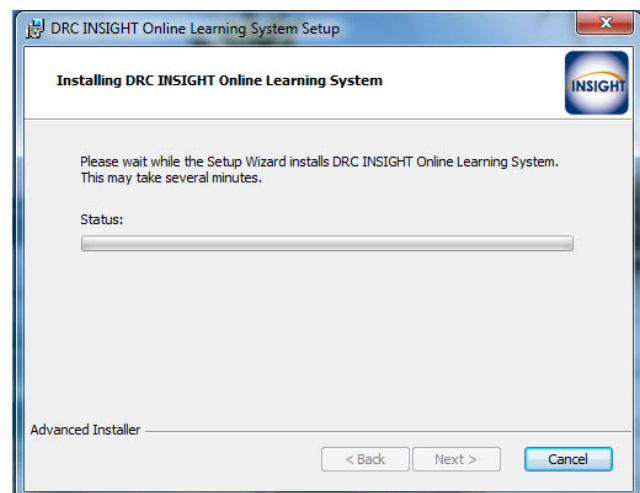 DRC INSIGHT Online Learning System Setup
Installing DRC INSIGHT Online Learning System
INSIGHT
Please wait while the Setup Wizard installs DRC INSIGHT Online Learning System.
This may take several minutes.
Status:
Advanced Installer
< Back
Next >
Cancel